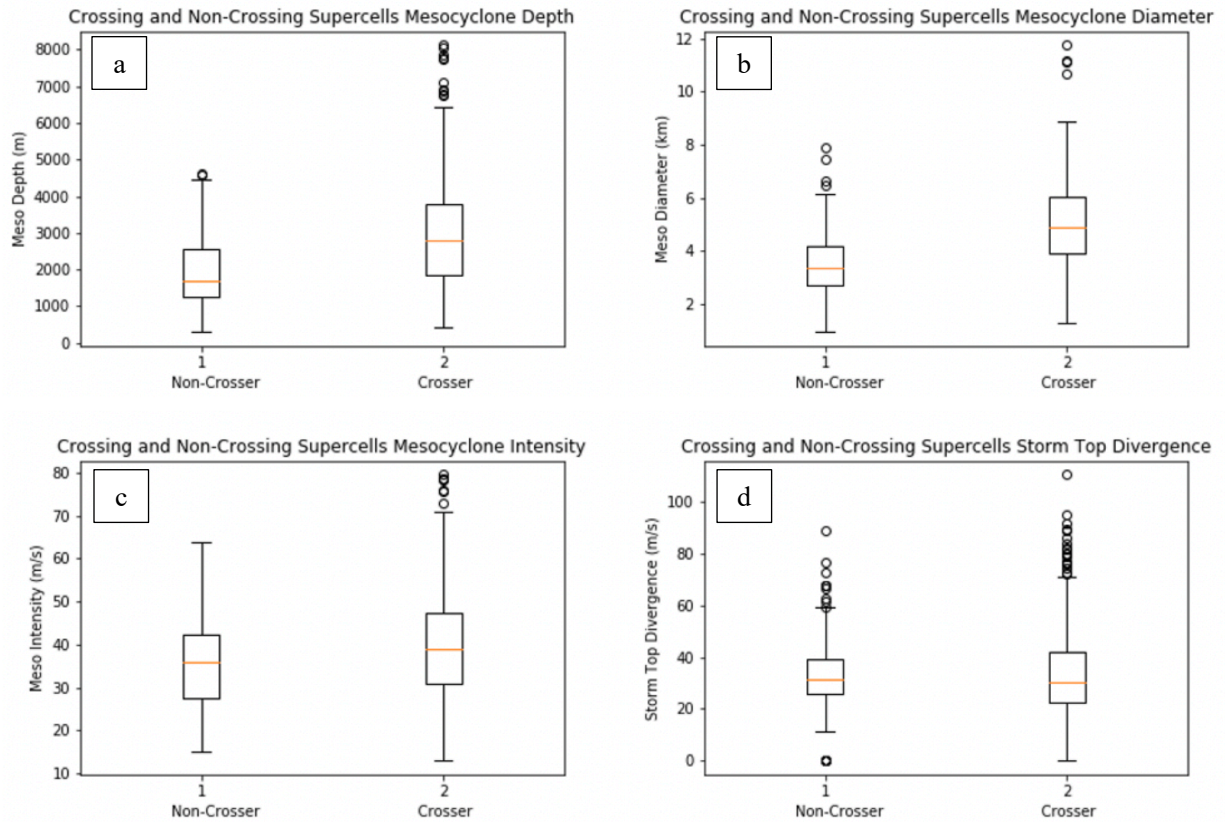 Crossing and Non-Crossing Supercells Mesocyclone Depth
a
Meso Depth (m)
8000
7000
6000
5000
4000
3000
2000
1000
0
1
2
Non-Crosser
Crosser
Crossing and Non-Crossing Supercells Mesocyclone Diameter
b
Meso Diameter (km)
12
10
8
6
4
2
1
2
Non-Crosser
Crosser
Crossing and Non-Crossing Supercells Mesocyclone Intensity
c
Meso Intensity (m/s)
80
70
60
50
40
30
20
10
1
2
Non-Crosser
Crosser
Crossing and Non-Crossing Supercells Storm Top Divergence
d
Storm Top Divergence (m/s)
100
80
60
40
20
0
1
2
Non-Crosser
Crosser